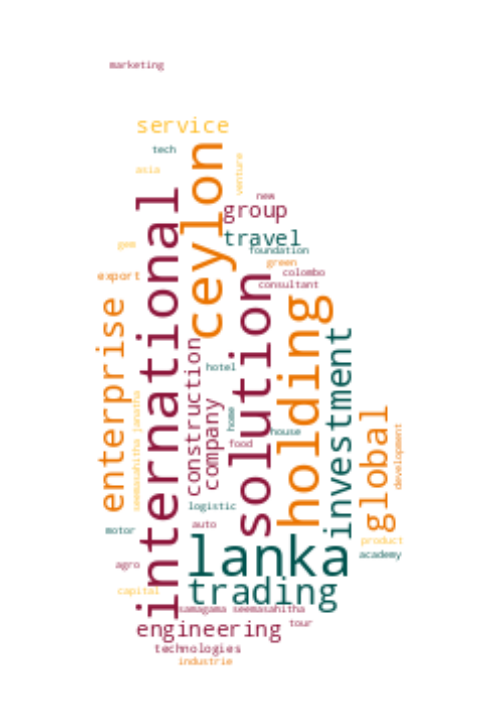 marketing
service
tech
asia
ceylon
venture
international
new
group
travel
foundation
gem
green
export
colombo
consultant
solution
holding
enterprise
investment
construction
hotel
seemasahitha janatha
company
home
global
development
house
food
logistic
auto
motor
lanka
product
academy
agro
trading
capital
samagama seemasahitha
engineering
tour
technologies
industrie